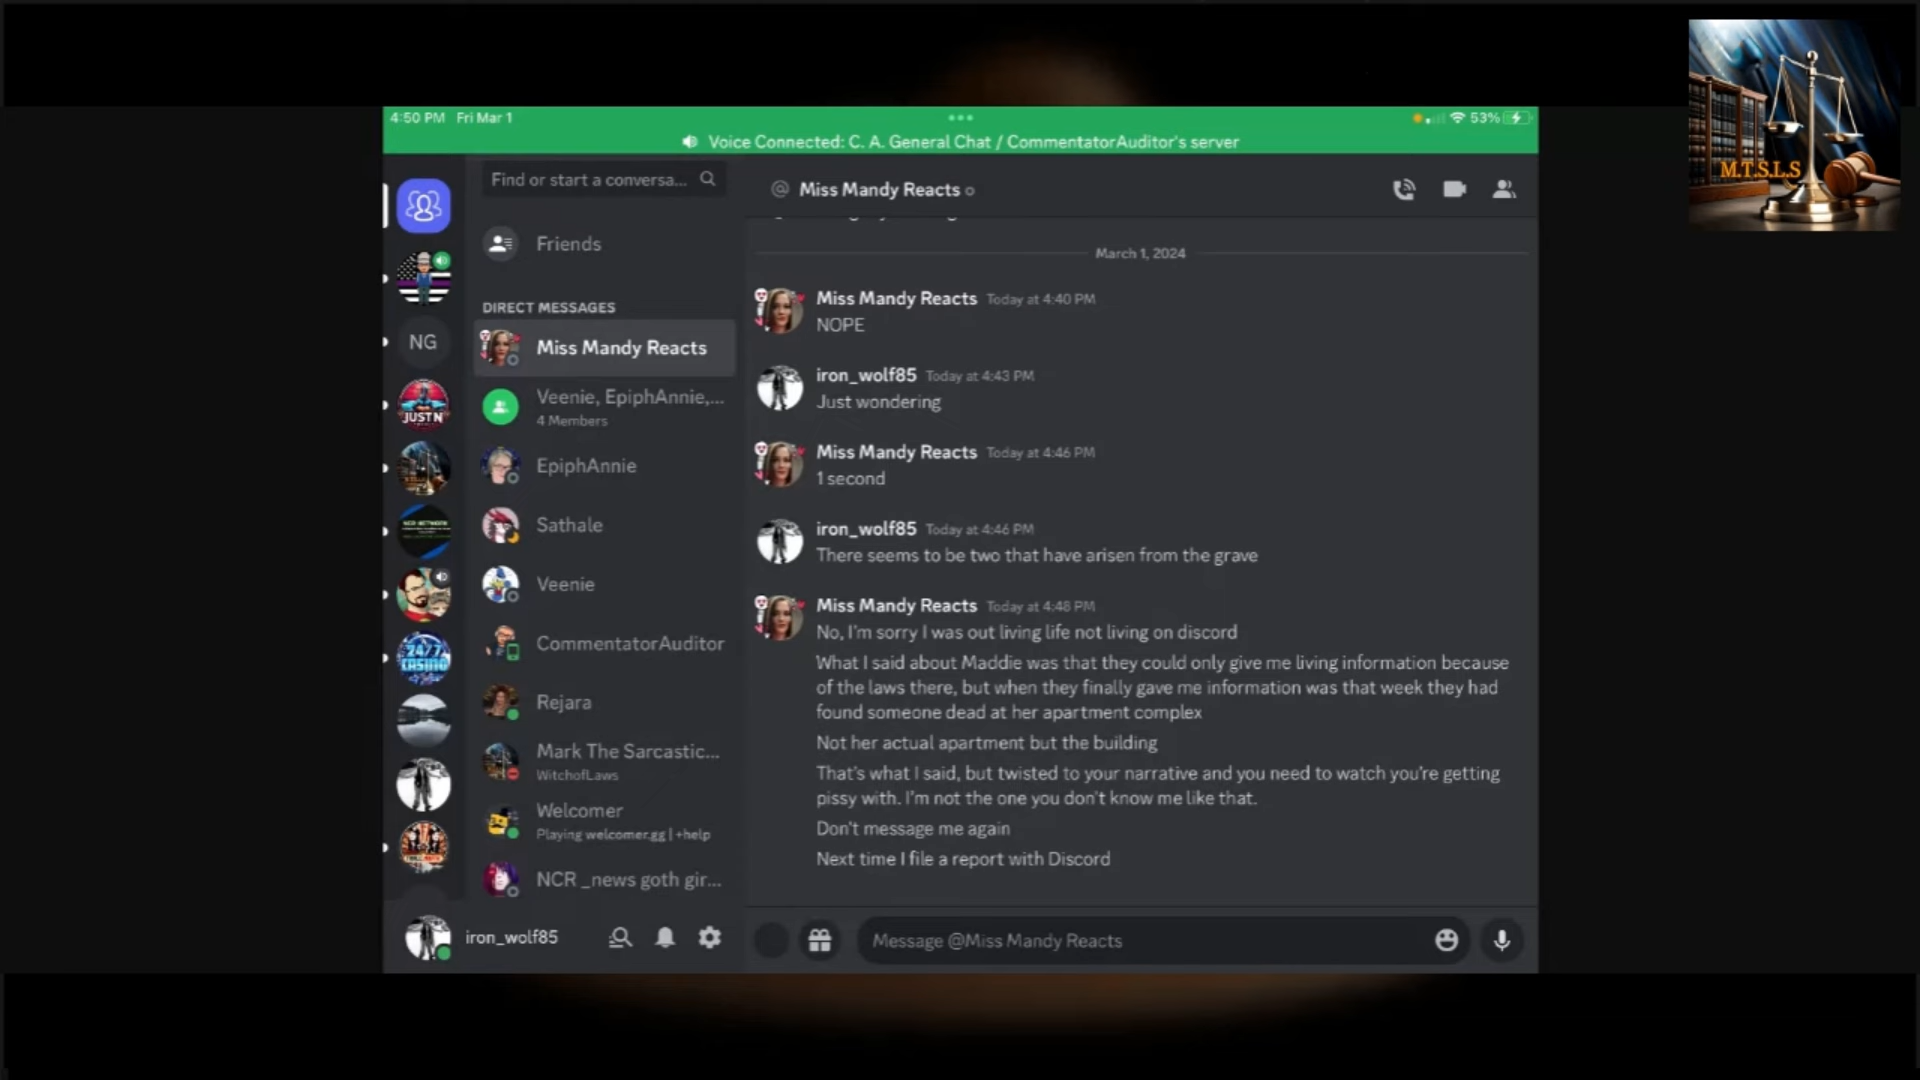 M.T.S.L.S
4:50 PM Fri Mar 1
53%
Voice Connected: C. A. General Chat / CommentatorAuditor's server
Find or start a conversa...
Friends
DIRECT MESSAGES
Miss Mandy Reacts
Veenie, EpiphAnnie,...
4 Members
EpiphAnnie
Sathale
Veenie
CommentatorAuditor
Rejara
Mark The Sarcastic...
WitchofLaws
Welcomer
Playing welcomer.gg | +help
NCR _news goth gir...
iron_wolf85
NG
JUST N
24/7
CASINO
@ Miss Mandy Reacts
March 1, 2024
Miss Mandy Reacts Today at 4:40 PM
NOPE
iron_wolf85 Today at 4:43 PM
Just wondering
Miss Mandy Reacts Today at 4:46 PM
1 second
iron_wolf85 Today at 4:46 PM
There seems to be two that have arisen from the grave
Miss Mandy Reacts Today at 4:48 PM
No, I'm sorry I was out living life not living on discord
What I said about Maddie was that they could only give me living information because
of the laws there, but when they finally gave me information was that week they had
found someone dead at her apartment complex
Not her actual apartment but the building
That's what I said, but twisted to your narrative and you need to watch you're getting
pissy with. I'm not the one you don't know me like that.
Don't message me again
Next time I file a report with Discord
Message @Miss Mandy Reacts